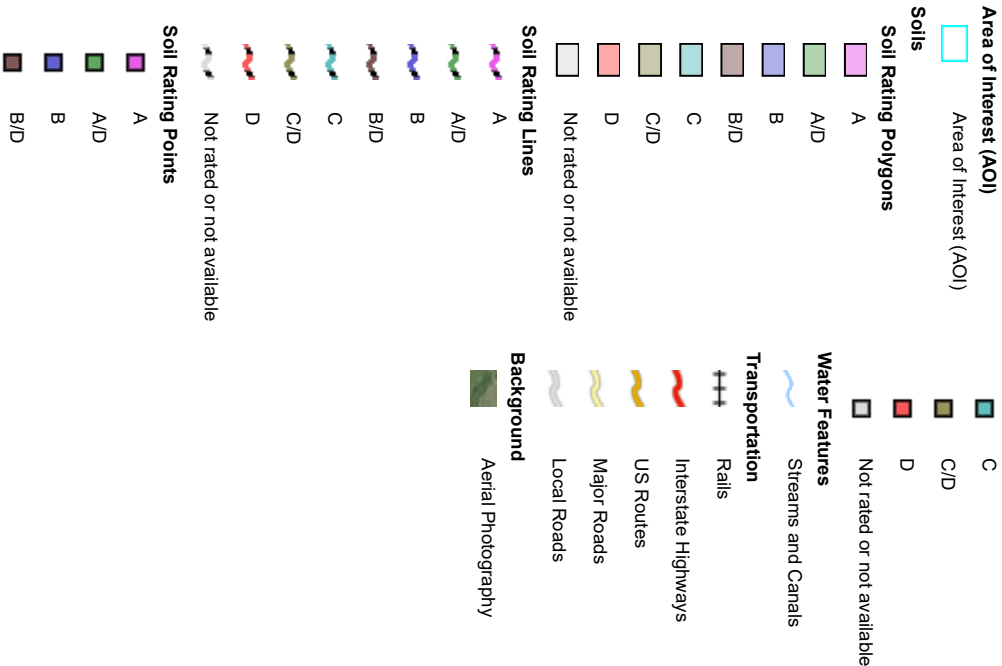 Area of Interest (AOI)
Area of Interest (AOI)
Soils
Soil Rating Polygons
A
A/D
B
B/D
C
C/D
D
Not rated or not available
Soil Rating Lines
A
A/D
B
B/D
C
C/D
D
Not rated or not available
Soil Rating Points
A
A/D
B
B/D
C
C/D
D
Not rated or not available
Water Features
Streams and Canals
Transportation
Rails
Interstate Highways
US Routes
Major Roads
Local Roads
Background
Aerial Photography